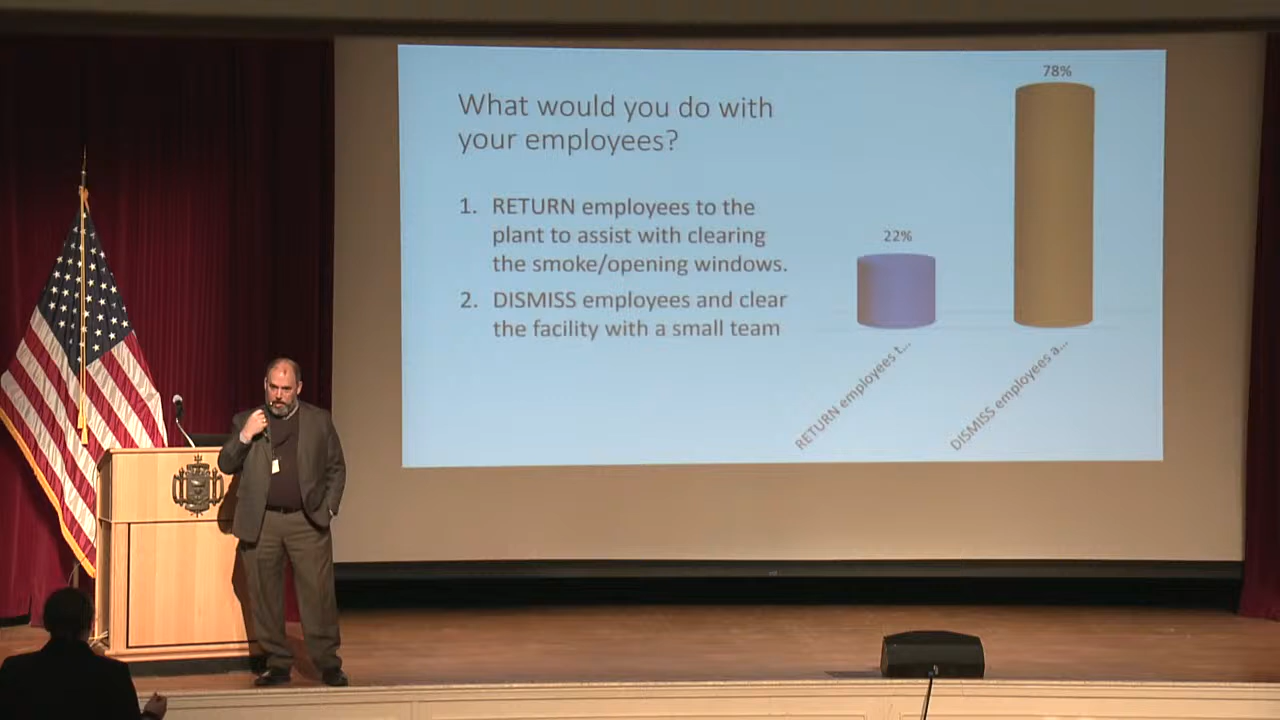 What would you do with
your employees?
1. RETURN employees to the
plant to assist with clearing
the smoke/opening windows.
2. DISMISS employees and clear
the facility with a small team
78%
22%
RETURN employees t...
DISMISS employees a...